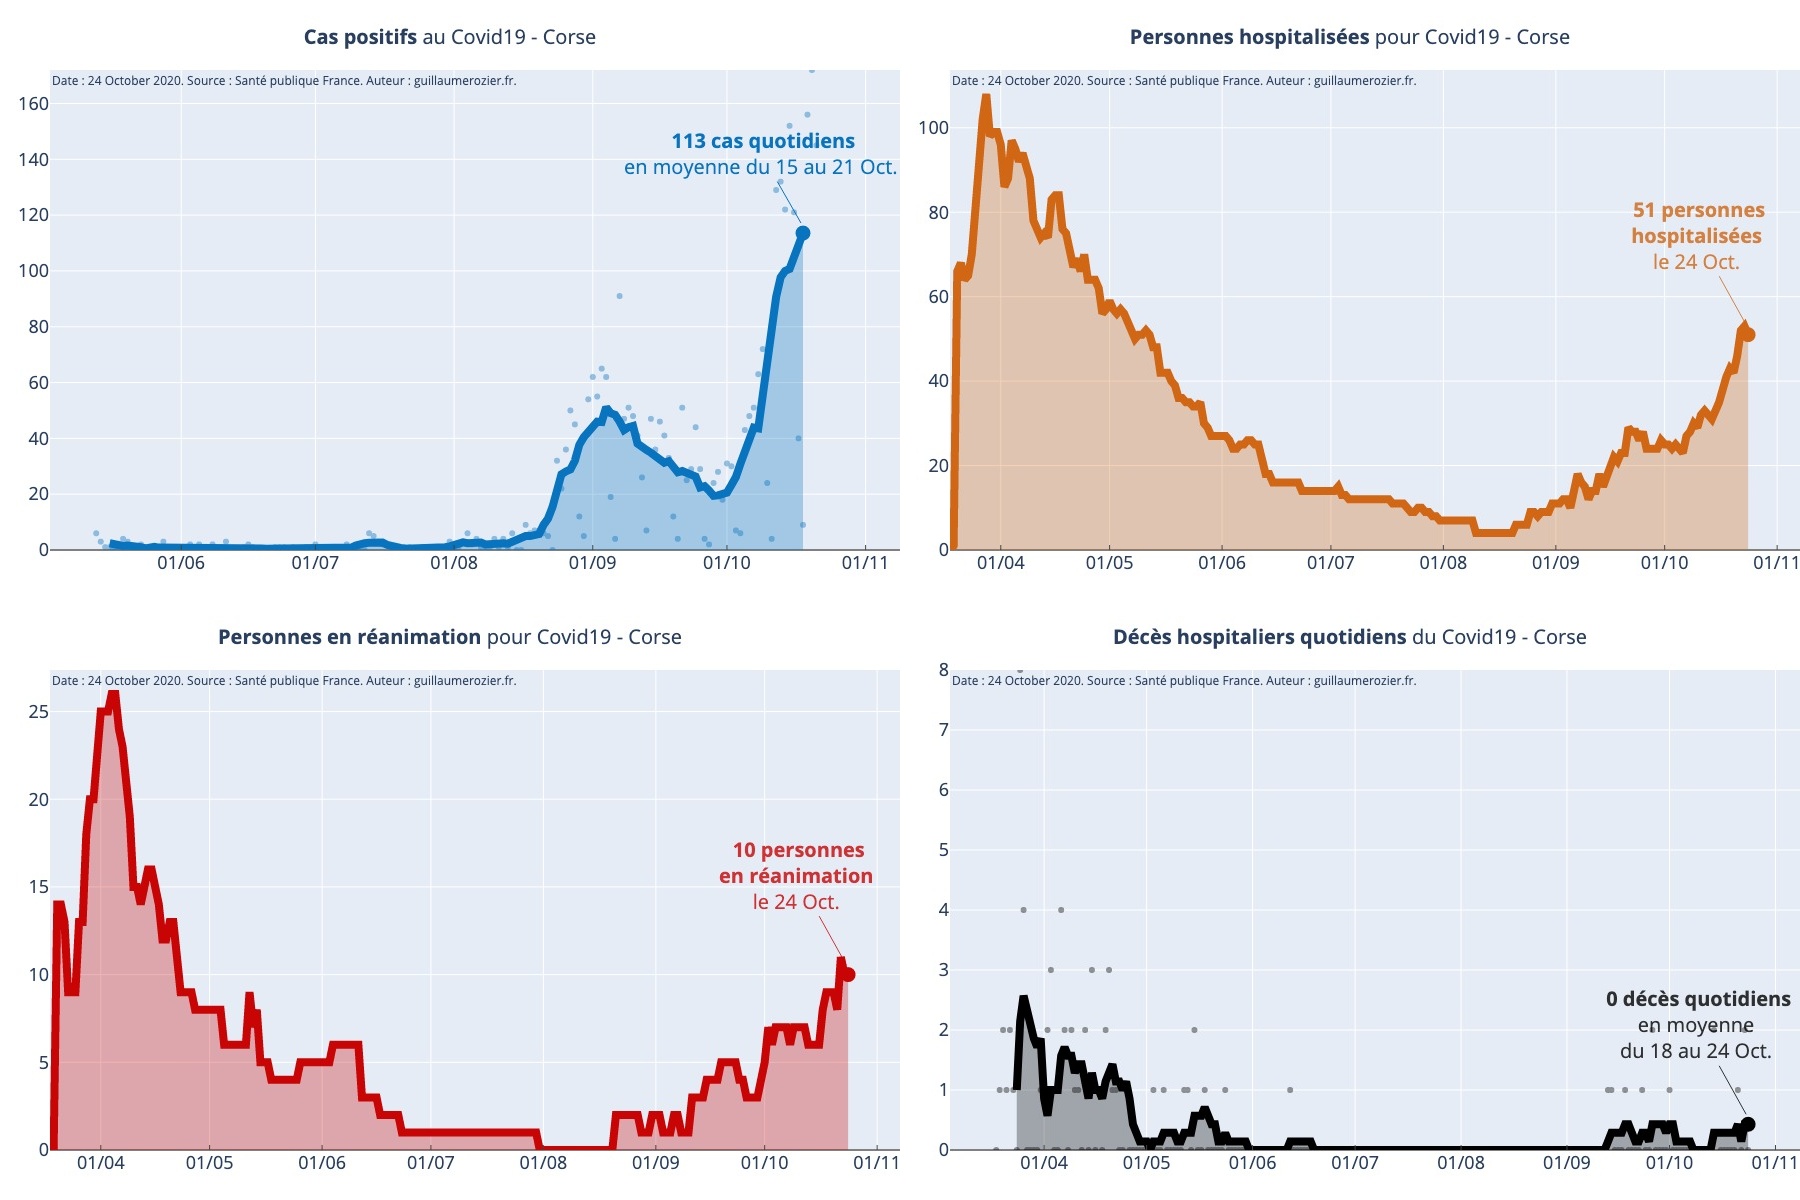 Cas positifs au Covid19 - Corse
Date : 24 October 2020. Source : Santé publique France. Auteur : guillaumerozier.fr.
160
140
120
100
80
60
40
20
0
113 cas quotidiens
en moyenne du 15 au 21 Oct.
01/06 01/07 01/08 01/09 01/10 01/11
Personnes hospitalisées pour Covid19 - Corse
Date : 24 October 2020. Source : Santé publique France. Auteur : guillaumerozier.fr.
100
80
60
40
20
0
51 personnes
hospitalisées
le 24 Oct.
01/04 01/05 01/06 01/07 01/08 01/09 01/10 01/11
Personnes en réanimation pour Covid19 - Corse
Date : 24 October 2020. Source : Santé publique France. Auteur : guillaumerozier.fr.
25
20
15
10
5
0
10 personnes
en réanimation
le 24 Oct.
01/04 01/05 01/06 01/07 01/08 01/09 01/10 01/11
Décès hospitaliers quotidiens du Covid19 - Corse
Date : 24 October 2020. Source : Santé publique France. Auteur : guillaumerozier.fr.
8
7
6
5
4
3
2
1
0
0 décès quotidiens
en moyenne
du 18 au 24 Oct.
01/04 01/05 01/06 01/07 01/08 01/09 01/10 01/11